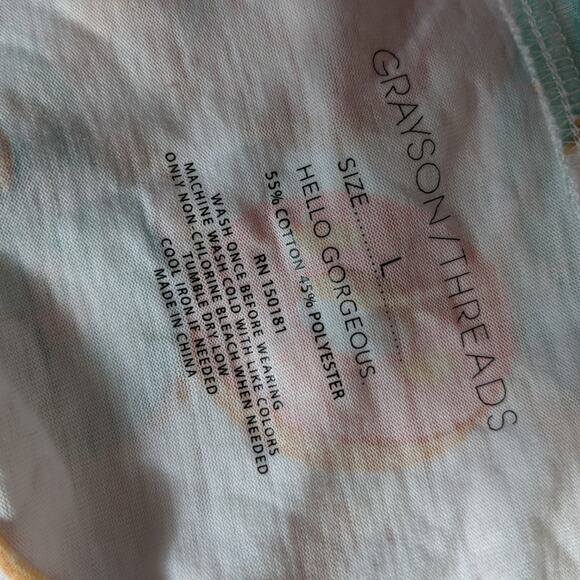 GRAYSON/THREADS
SIZE............L............
HELLO GORGEOUS.
55% COTTON 45% POLYESTER
RN 150181
WASH ONCE BEFORE WEARING
MACHINE WASH COLD WITH LIKE COLORS
ONLY NON-CHLORINE BLEACH WHEN NEEDED
TUMBLE DRY LOW
COOL IRON IF NEEDED
MADE IN CHINA